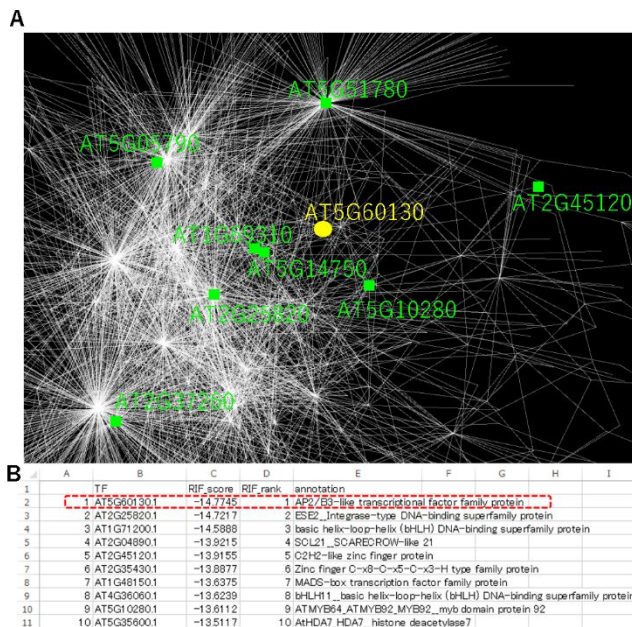 A
AT5G51780
AT5G05790
AT2G45120
AT5G60130
AT1G69310
AT5G14750
AT5G10280
AT2G25820
AT2G37260
B
A B C D E F G H I
1 TF RIF_score RIF_rank annotation
2 1 AT5G60130.1 -14.7745 1 AP2/B3-like transcriptional factor family protein
3 2 AT2G25820.1 -14.7217 2 ESE2_Integrase-type DNA-binding superfamily protein
4 3 AT1G71200.1 -14.5888 3 basic helix-loop-helix (bHLH) DNA-binding superfamily protein
5 4 AT2G04890.1 -13.9215 4 SCL21_SCARECROW-like 21
6 5 AT2G45120.1 -13.9155 5 C2H2-like zinc finger protein
7 6 AT2G35430.1 -13.8877 6 Zinc finger C-x8-C-x5-C-x3-H type family protein
8 7 AT1G48150.1 -13.6375 7 MADS-box transcription factor family protein
9 8 AT4G36060.1 -13.6239 8 bHLH11_basic helix-loop-helix (bHLH) DNA-binding superfamily protein
10 9 AT5G10280.1 -13.6112 9 ATMYB64_ATMYB92_MYB92_myb domain protein 92
11 10 AT5G35600.1 -13.5117 10 AtHDA7 HDA7_histone deacetylase7